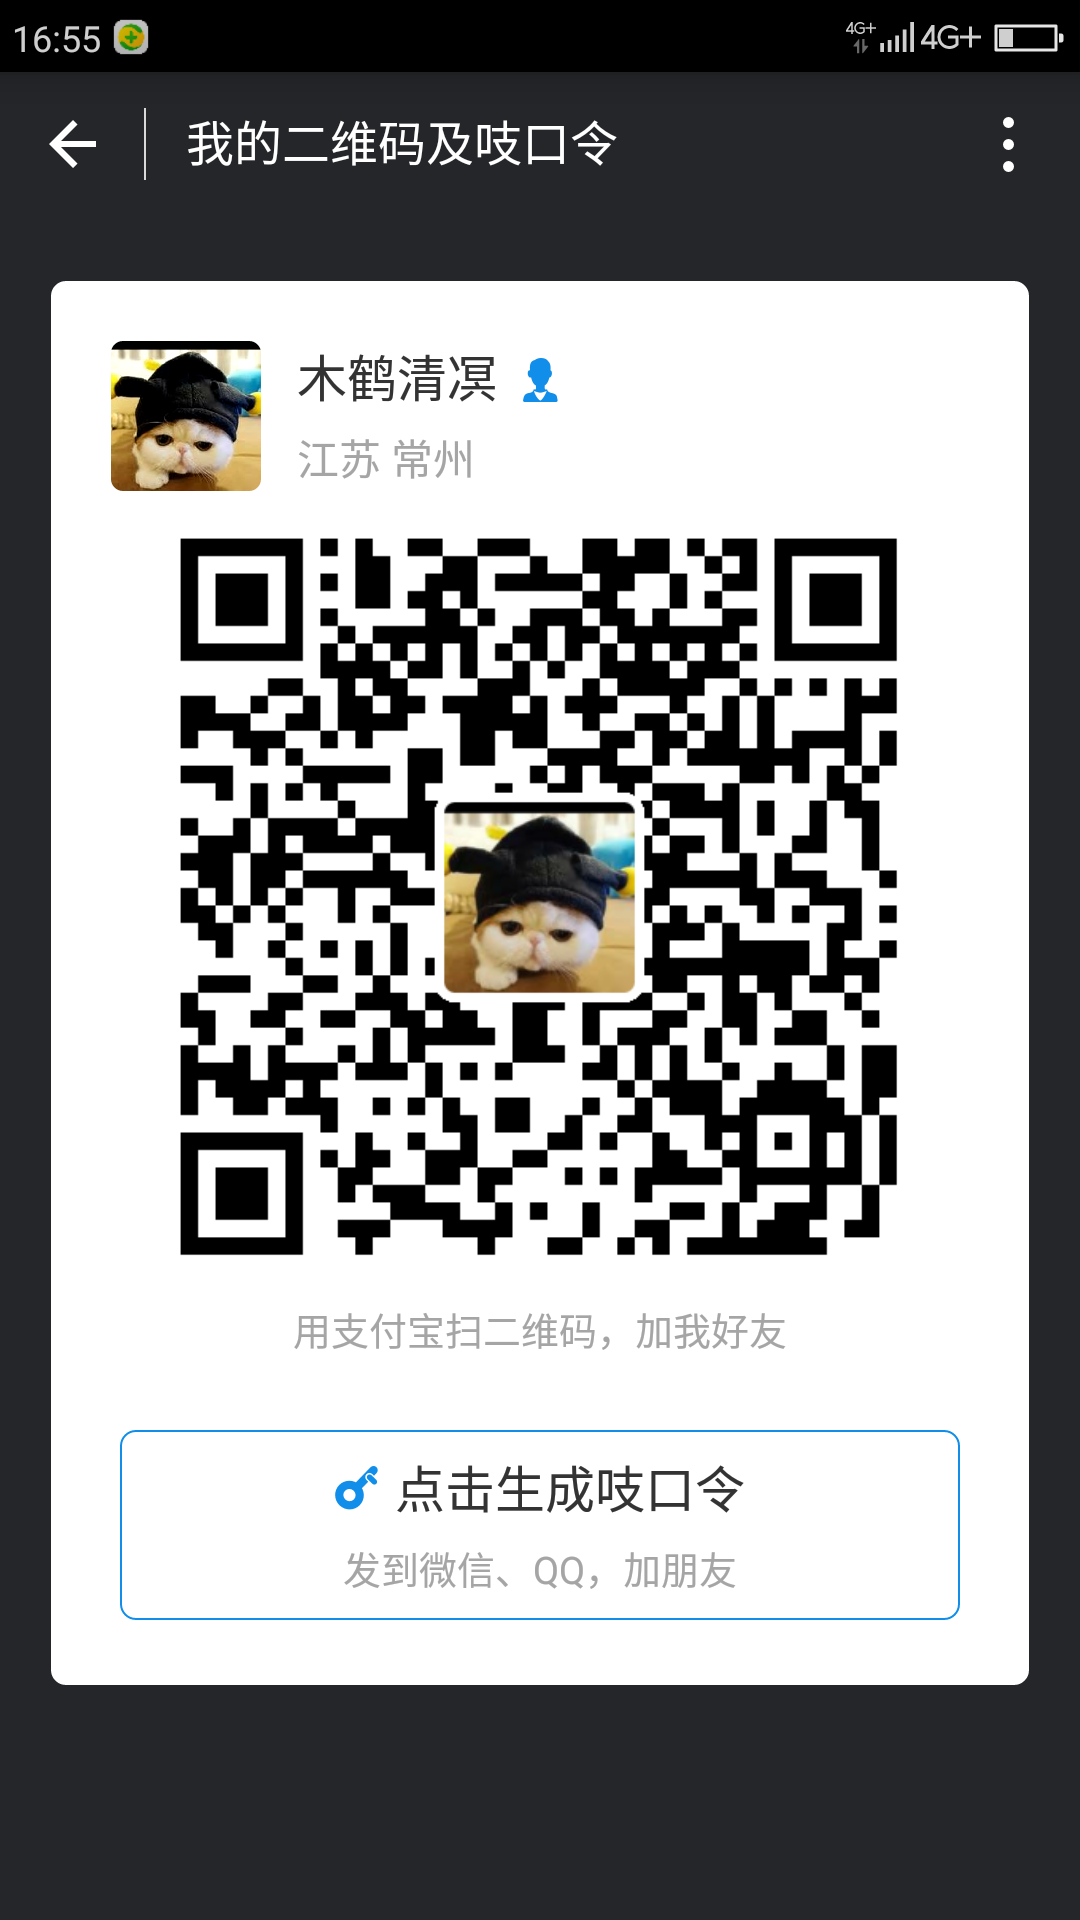 16:55
4G+
4G+
我的二维码及吱口令
木鹤清凕
江苏 常州
用支付宝扫二维码，加我好友
点击生成吱口令
发到微信、QQ，加朋友